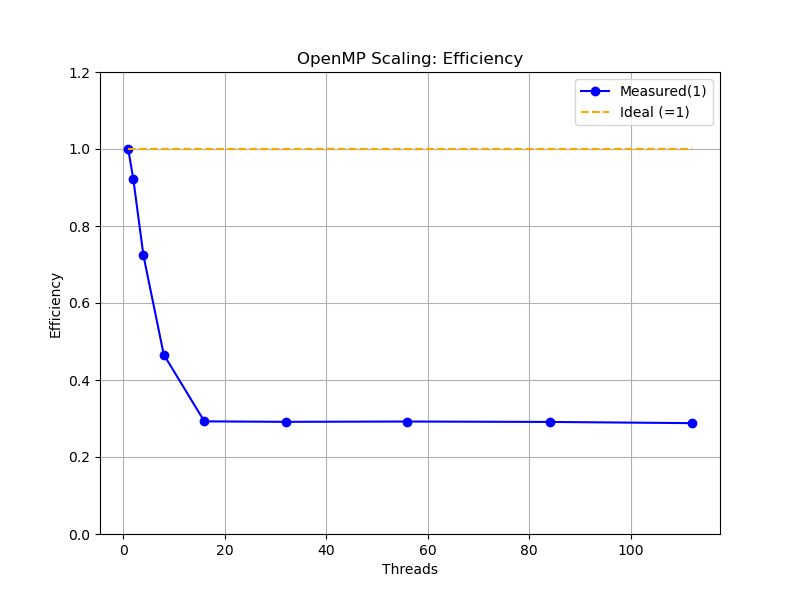 OpenMP Scaling: Efficiency
Measured(1)
Ideal (=1)
1.2
1.0
0.8
0.6
0.4
0.2
0.0
Efficiency
0 20 40 60 80 100
Threads